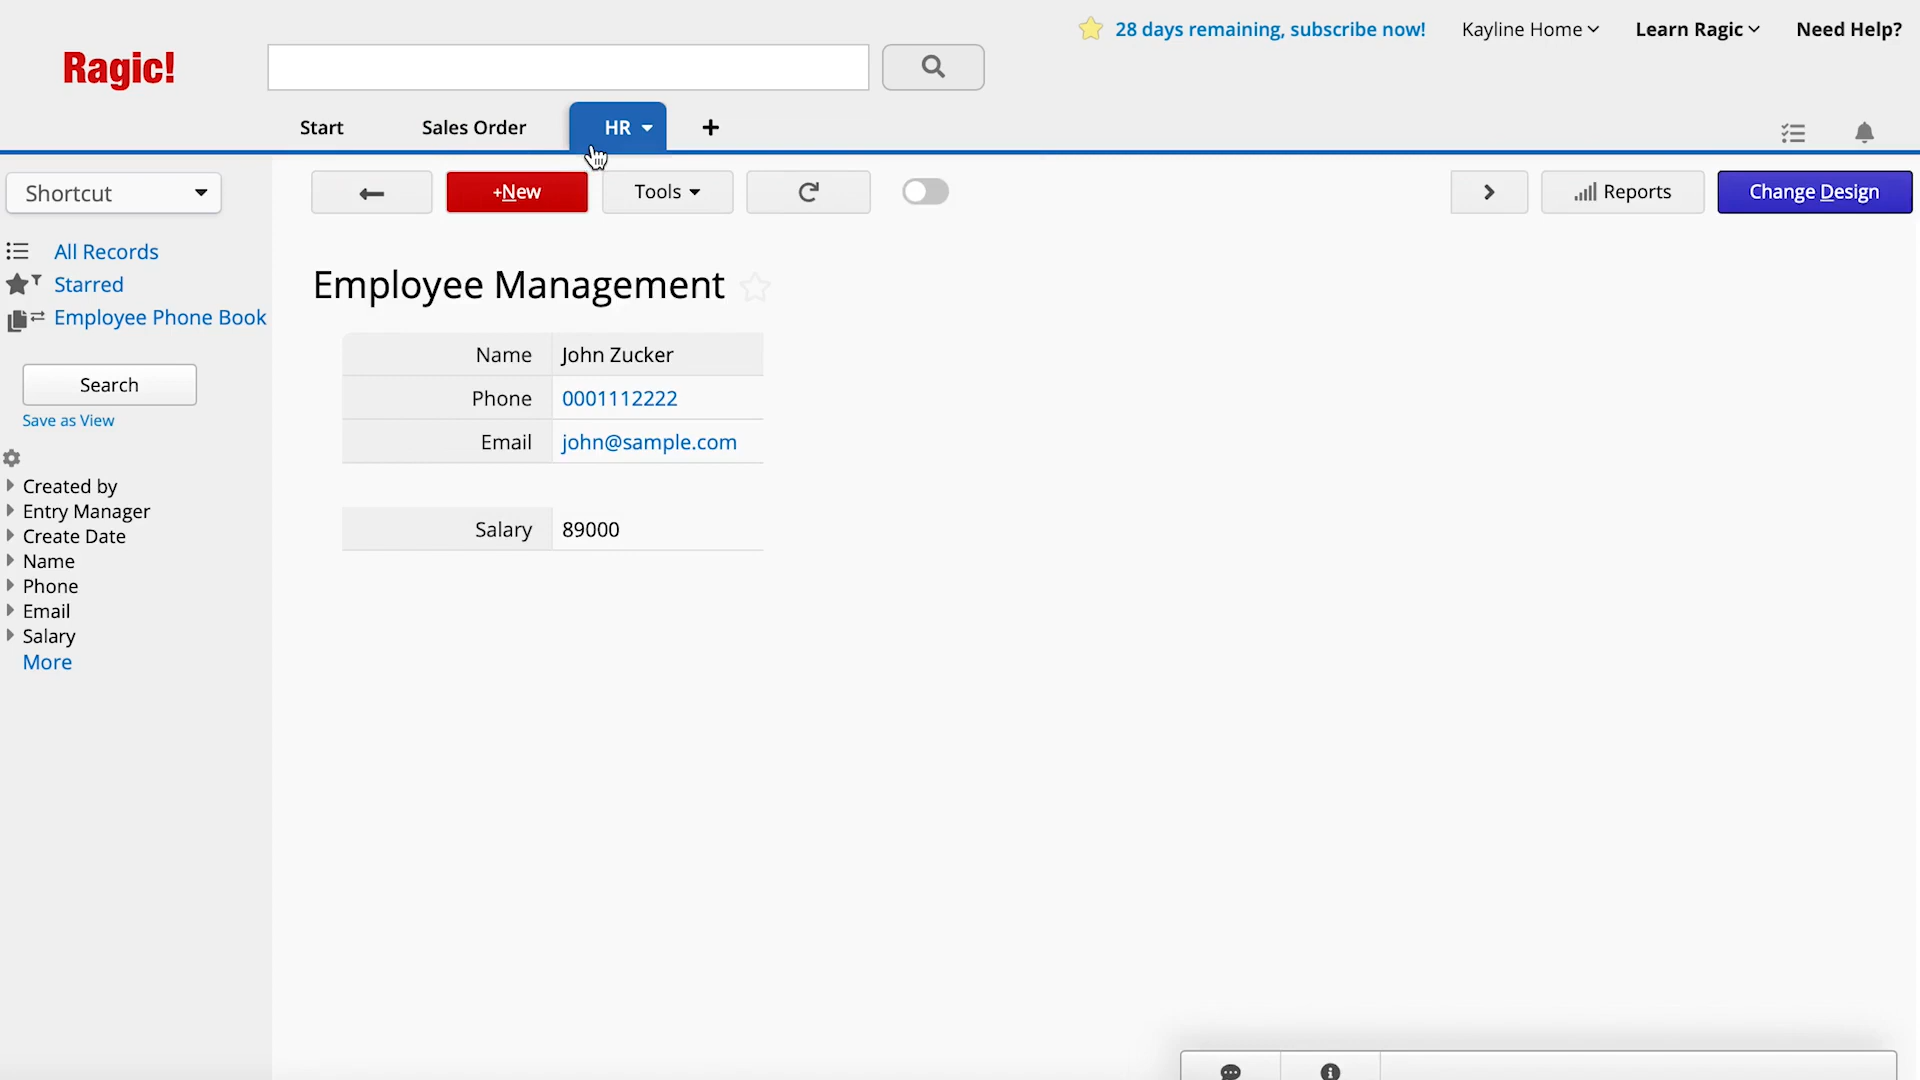 28 days remaining, subscribe now!
Kayline Home
Learn Ragic
Need Help?
Ragic!
Start
Sales Order
HR
+
Shortcut
+New
Tools
Reports
Change Design
All Records
Starred
Employee Phone Book
Search
Save as View
Created by
Entry Manager
Create Date
Name
Phone
Email
Salary
More
Employee Management
Name John Zucker
Phone 0001112222
Email john@sample.com
Salary 89000